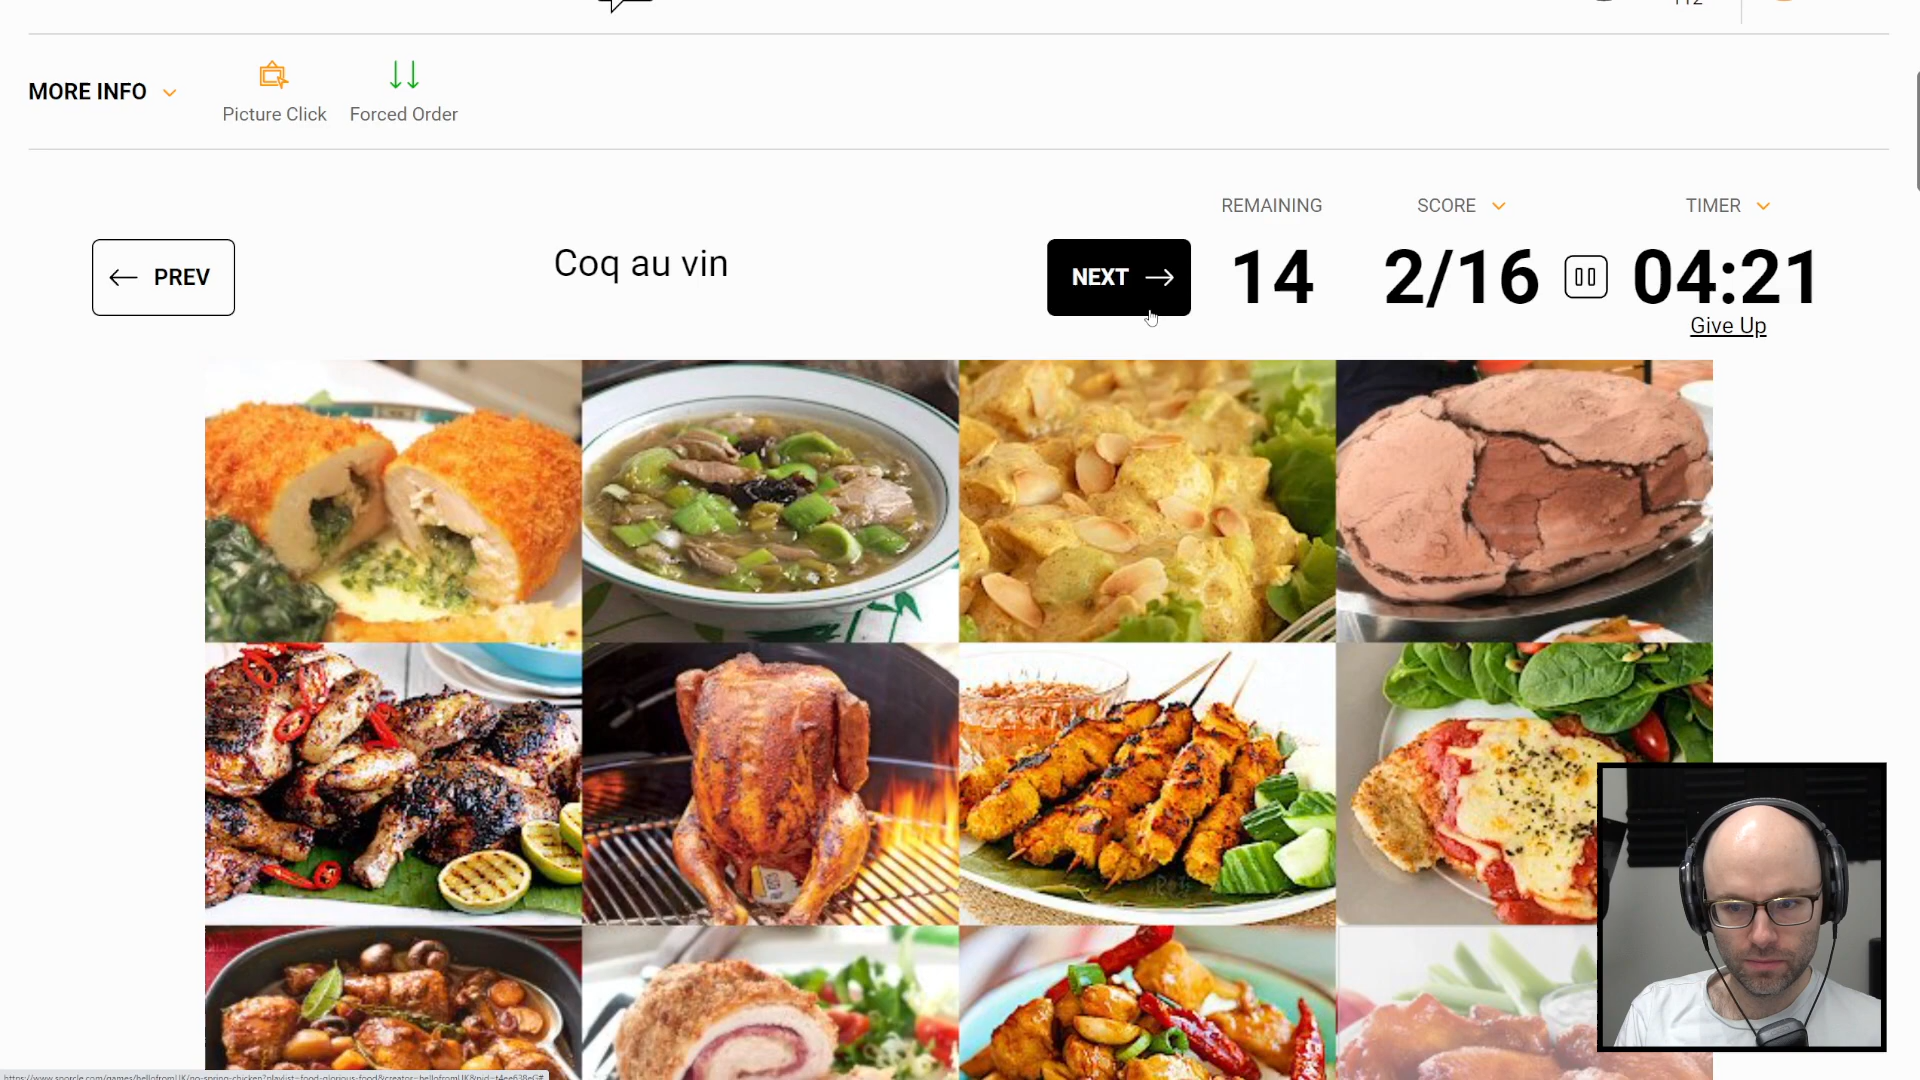 MORE INFO
Picture Click
Forced Order
REMAINING
SCORE
TIMER
PREV
Coq au vin
NEXT
14
2/16
04:21
Give Up